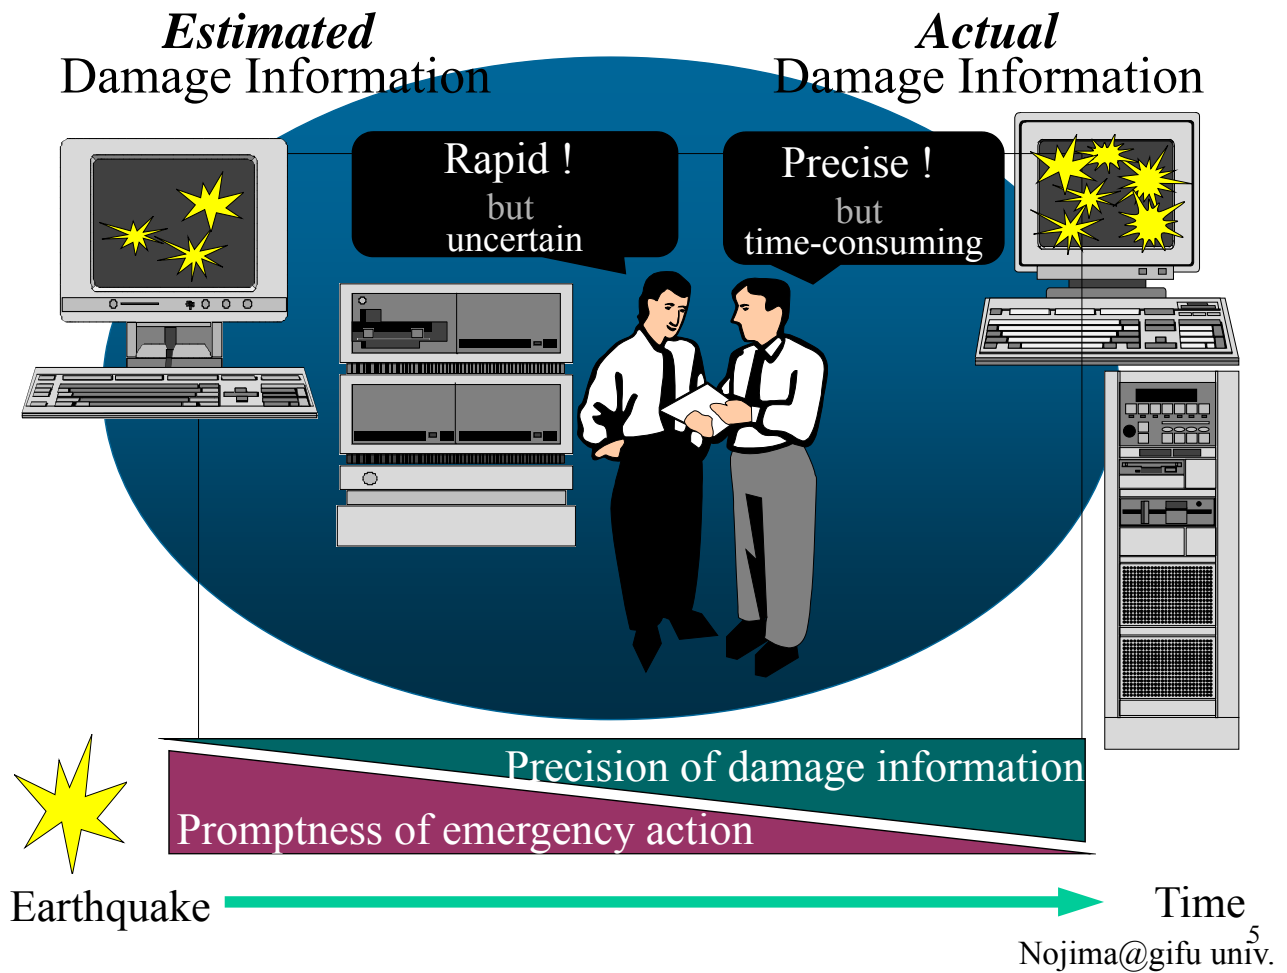 Estimated
Damage Information
Actual
Damage Information
Rapid !
but
uncertain
Precise !
but
time-consuming
Precision of damage information
Promptness of emergency action
Earthquake
Time
5
Nojima@gifu univ.